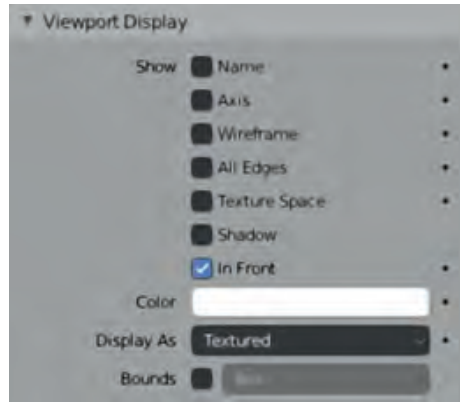 Viewport Display
Show Name
Axis
Wireframe
All Edges
Texture Space
Shadow
In Front
Color
Display As Textured
Bounds